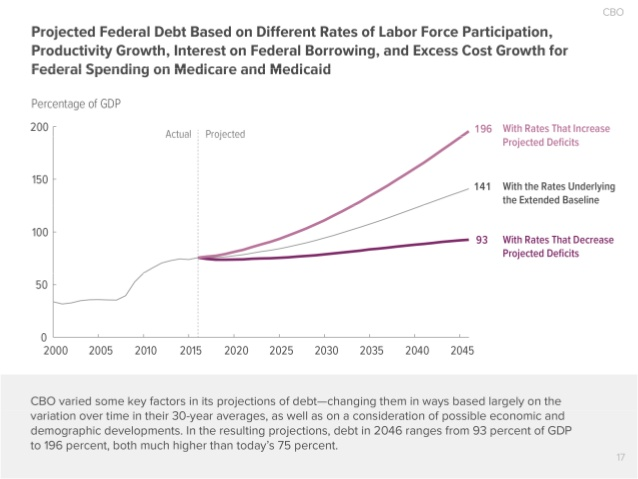 CBO
Projected Federal Debt Based on Different Rates of Labor Force Participation,
Productivity Growth, Interest on Federal Borrowing, and Excess Cost Growth for
Federal Spending on Medicare and Medicaid
Percentage of GDP
200
150
100
50
0
Actual
Projected
196 With Rates That Increase
Projected Deficits
141 With the Rates Underlying
the Extended Baseline
93 With Rates That Decrease
Projected Deficits
2000 2005 2010 2015 2020 2025 2030 2035 2040 2045
CBO varied some key factors in its projections of debt—changing them in ways based largely on the
variation over time in their 30-year averages, as well as on a consideration of possible economic and
demographic developments. In the resulting projections, debt in 2046 ranges from 93 percent of GDP
to 196 percent, both much higher than today's 75 percent.
17